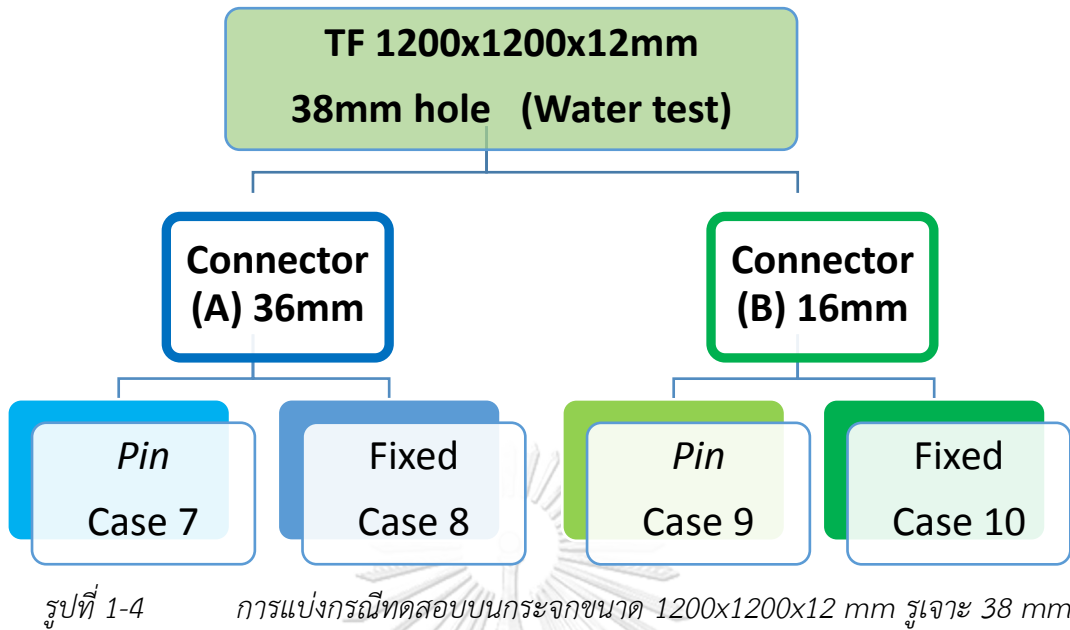 TF 1200x1200x12mm
38mm hole (Water test)
Connector
(A) 36mm
Connector
(B) 16mm
Pin
Case 7
Fixed
Case 8
Pin
Case 9
Fixed
Case 10
รูปที่ 1-4 การแบ่งกรณีทดสอบบนกระจกขนาด 1200x1200x12 mm รูเจาะ 38 mm